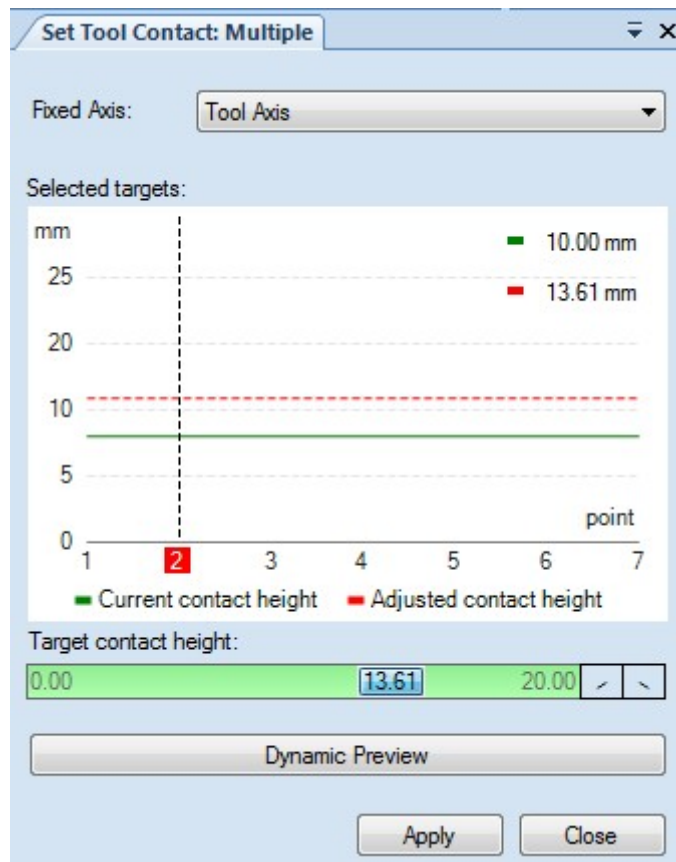 Set Tool Contact: Multiple
Fixed Axis: Tool Axis
Selected targets:
mm
10.00 mm
25
13.61 mm
20
10
5
point
0
1 2 3 4 5 6 7
Current contact height Adjusted contact height
Target contact height:
0.00 13.61 20.00
Dynamic Preview
Apply Close